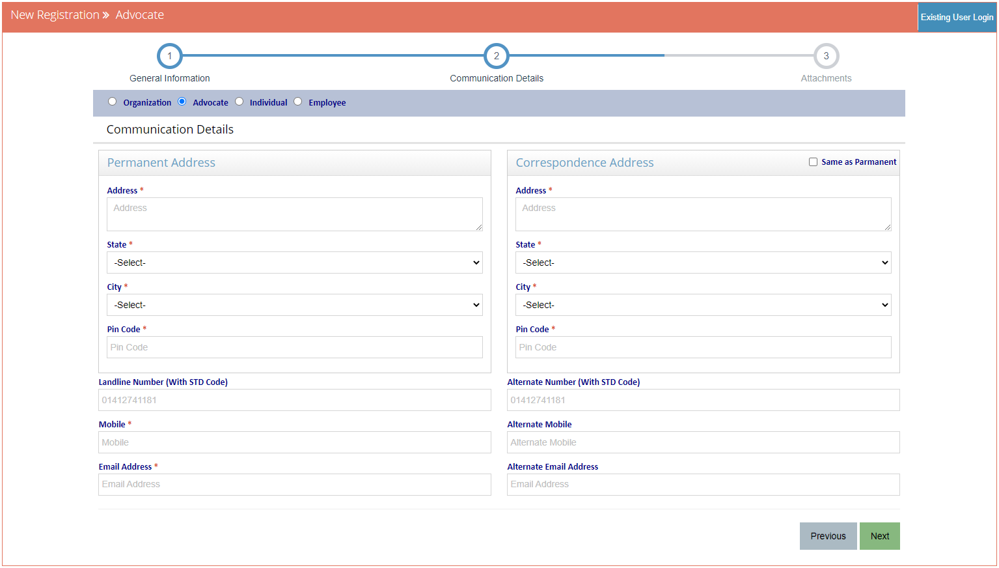 New Registration » Advocate
Existing User Login
1
2
3
General Information
Communication Details
Attachments
Organization
Advocate
Individual
Employee
Communication Details
Permanent Address
Address *
Address
State *
-Select-
City *
-Select-
Pin Code *
Pin Code
Correspondence Address
Same as Parmanent
Address *
Address
State *
-Select-
City *
-Select-
Pin Code *
Pin Code
Landline Number (With STD Code)
01412741181
Alternate Number (With STD Code)
01412741181
Mobile *
Mobile
Alternate Mobile
Alternate Mobile
Email Address *
Email Address
Alternate Email Address
Email Address
Previous
Next